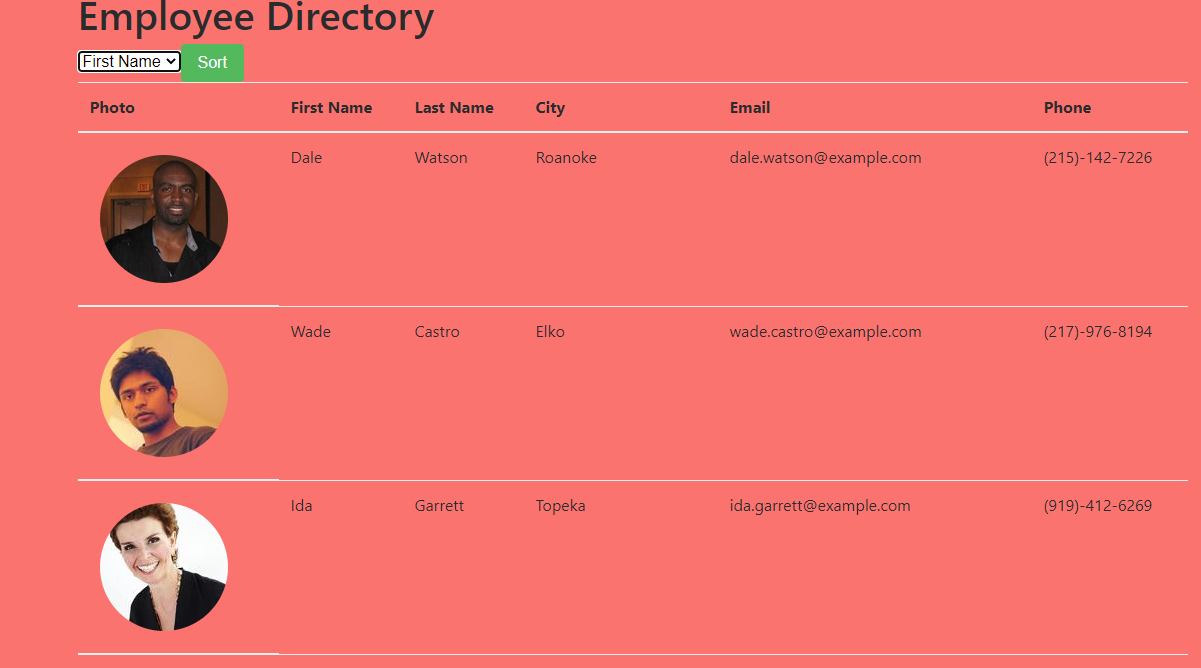 Employee Directory
First Name Sort
Photo First Name Last Name City Email Phone
Dale Watson Roanoke dale.watson@example.com (215)-142-7226
Wade Castro Elko wade.castro@example.com (217)-976-8194
Ida Garrett Topeka ida.garrett@example.com (919)-412-6269